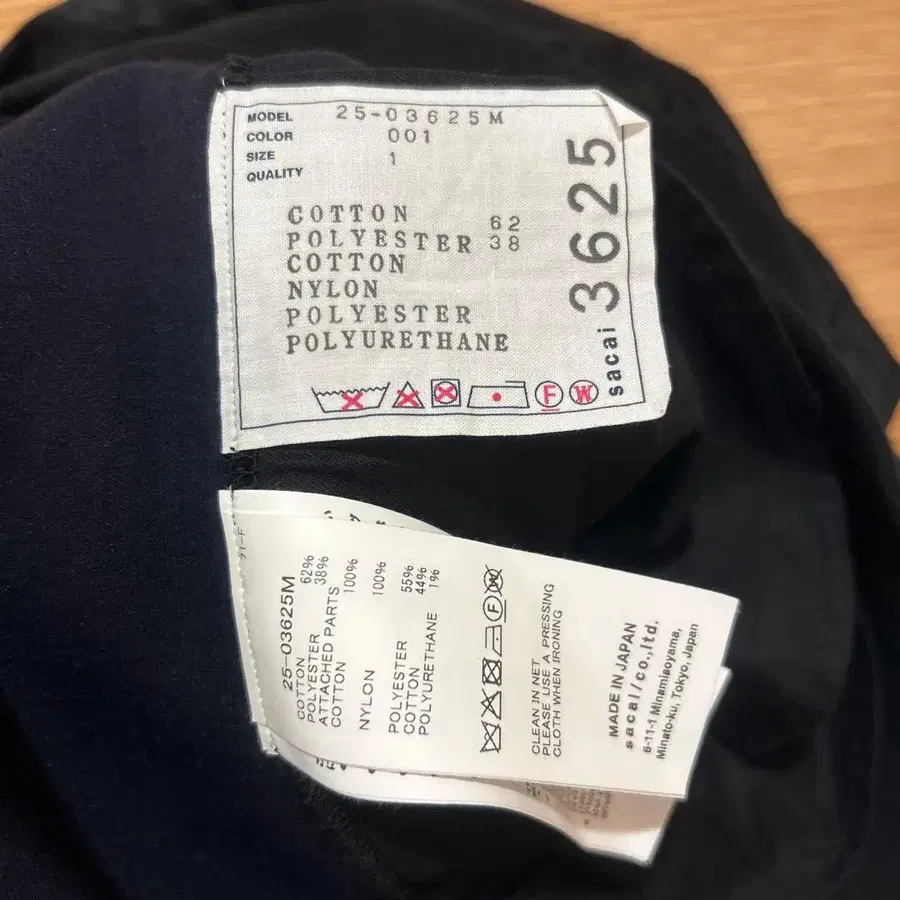 MODEL 25-03625M
COLOR 001
SIZE 1
QUALITY
COTTON 62
POLYESTER 38
COTTON
NYLON
POLYESTER
POLYURETHANE
F
W
sacai 3625
25-03625M
COTTON 62%
POLYESTER 38%
ATTACHED PARTS
COTTON 100%
NYLON 100%
POLYESTER 55%
COTTON 44%
POLYURETHANE 1%
F
W
CLEAN IN NET
PLEASE USE A PRESSING
CLOTH WHEN IRONING
MADE IN JAPAN
sacai/co.,ltd.
6-11-1 Minamiaoyama,
Minato-ku, Tokyo, Japan